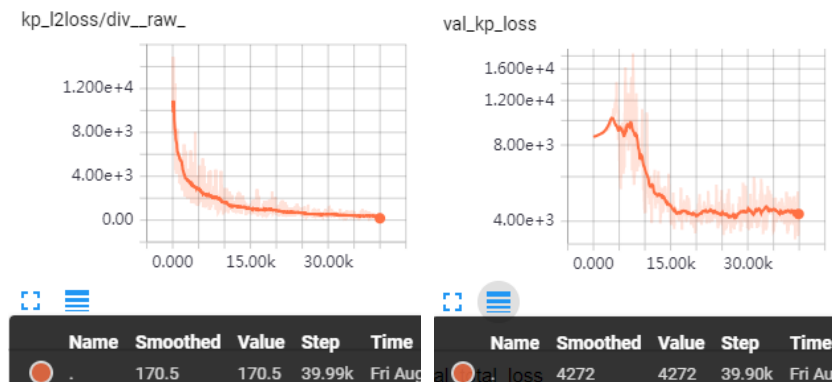 kp_l2loss/div__raw_
1.200e+4
8.00e+3
4.00e+3
0.00
0.000 15.00k 30.00k
Name Smoothed Value Step Time
. 170.5 170.5 39.99k Fri Aug
val_kp_loss
1.600e+4
1.200e+4
8.00e+3
4.00e+3
0.000 15.00k 30.00k
Name Smoothed Value Step Time
4272 4272 39.90k Fri Au